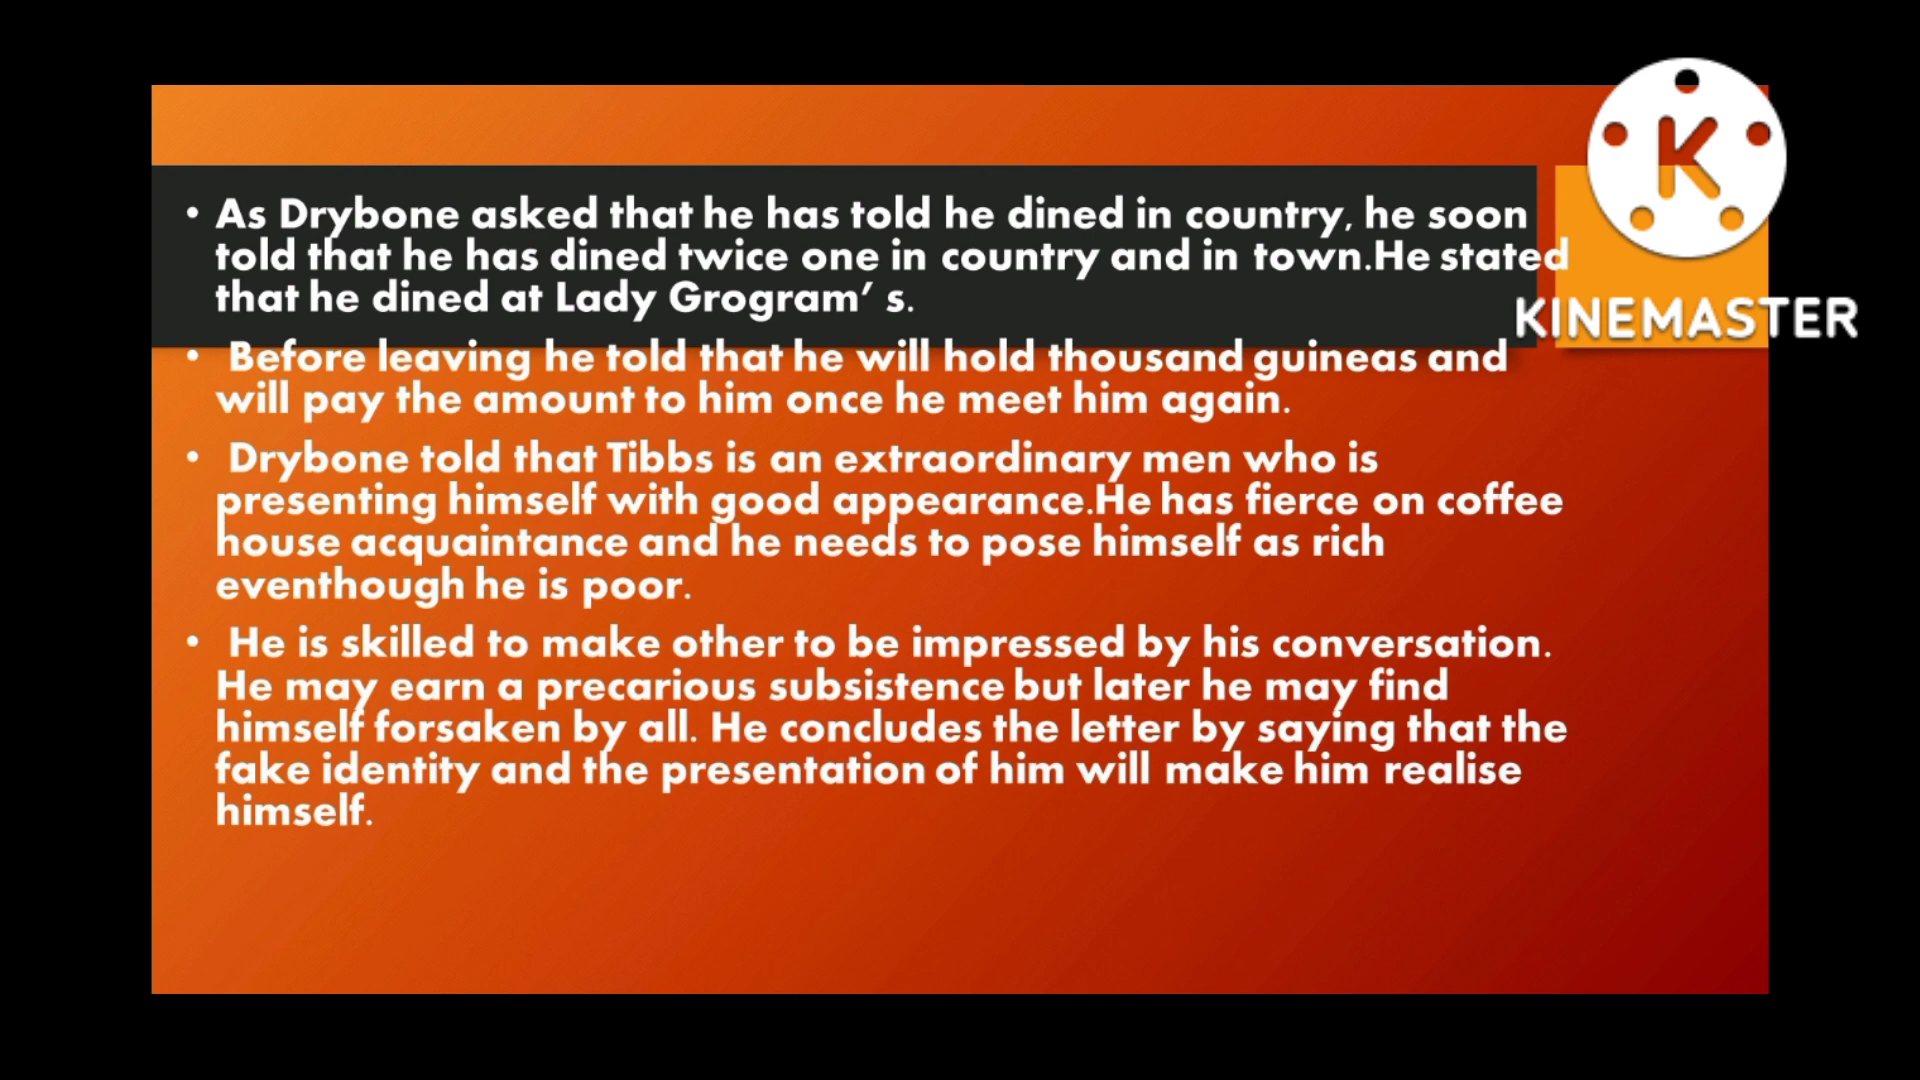 • As Drybone asked that he has told he dined in country, he soon
told that he has dined twice one in country and in town.He stated
that he dined at Lady Grogram’ s.
• Before leaving he told that he will hold thousand guineas and
will pay the amount to him once he meet him again.
• Drybone told that Tibbs is an extraordinary men who is
presenting himself with good appearance.He has fierce on coffee
house acquaintance and he needs to pose himself as rich
eventhough he is poor.
• He is skilled to make other to be impressed by his conversation.
He may earn a precarious subsistence but later he may find
himself forsaken by all. He concludes the letter by saying that the
fake identity and the presentation of him will make him realise
himself.
K
KINEMASTER